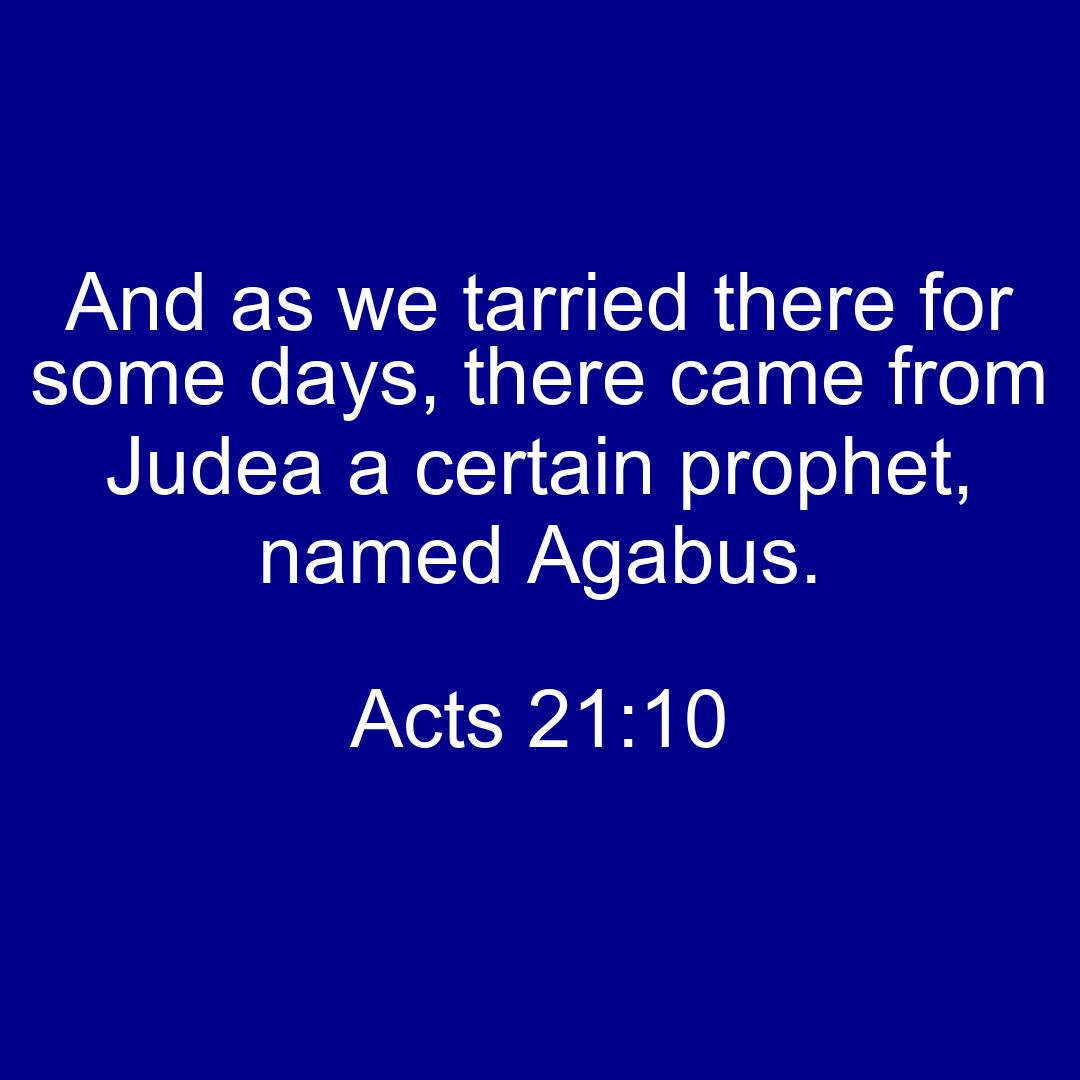 And as we tarried there for
some days, there came from
Judea a certain prophet,
named Agabus.
Acts 21:10